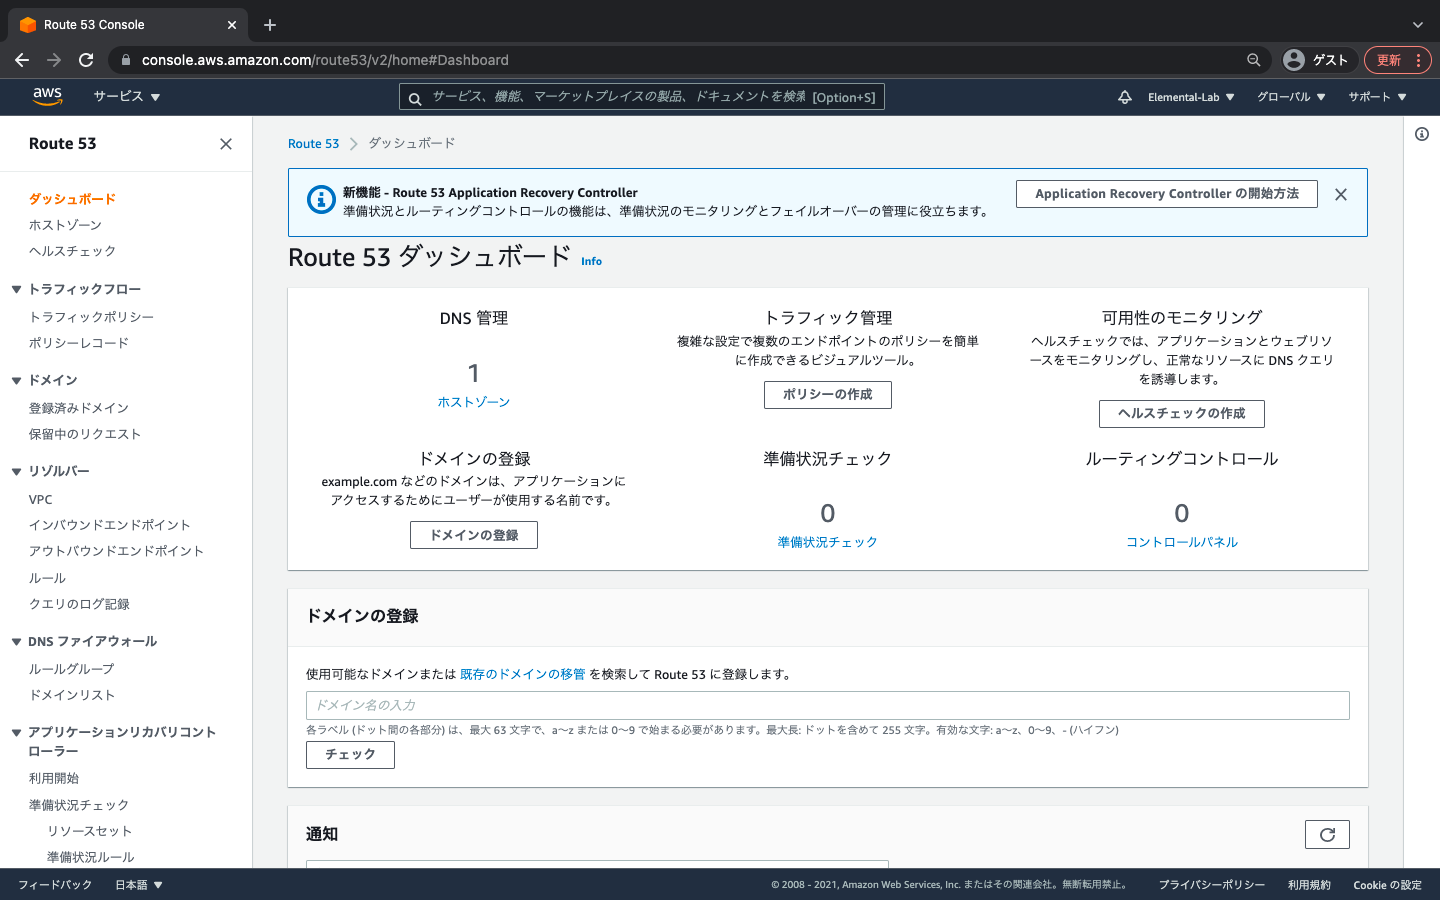 Route 53 Console
console.aws.amazon.com/route53/v2/home#Dashboard
ゲスト
更新
aws
サービス
サービス、機能、マーケットプレイスの製品、ドキュメントを検索 [Option+S]
Elemental-Lab
グローバル
サポート
Route 53
ダッシュボード
ホストゾーン
ヘルスチェック
トラフィックフロー
トラフィックポリシー
ポリシーレコード
ドメイン
登録済みドメイン
保留中のリクエスト
リゾルバー
VPC
インバウンドエンドポイント
アウトバウンドエンドポイント
ルール
クエリのログ記録
DNS ファイアウォール
ルールグループ
ドメインリスト
アプリケーションリカバリコント
ローラー
利用開始
準備状況チェック
リソースセット
準備状況ルール
Route 53 > ダッシュボード
新機能 - Route 53 Application Recovery Controller
準備状況とルーティングコントロールの機能は、準備状況のモニタリングとフェイルオーバーの管理に役立ちます。
Application Recovery Controller の開始方法
Route 53 ダッシュボード Info
DNS 管理
1
ホストゾーン
トラフィック管理
複雑な設定で複数のエンドポイントのポリシーを簡単
に作成できるビジュアルツール。
ポリシーの作成
可用性のモニタリング
ヘルスチェックでは、アプリケーションとウェブリソ
ースをモニタリングし、正常なリソースに DNS クエリ
を誘導します。
ヘルスチェックの作成
ドメインの登録
example.com などのドメインは、アプリケーションに
アクセスするためにユーザーが使用する名前です。
ドメインの登録
準備状況チェック
0
準備状況チェック
ルーティングコントロール
0
コントロールパネル
ドメインの登録
使用可能なドメインまたは 既存のドメインの移管 を検索して Route 53 に登録します。
ドメイン名の入力
各ラベル (ドット間の各部分) は、最大 63 文字で、a〜z または 0〜9 で始まる必要があります。最大長: ドットを含めて 255 文字。有効な文字: a〜z、0〜9、- (ハイフン)
チェック
通知
フィードバック
日本語
© 2008 - 2021, Amazon Web Services, Inc. またはその関連会社。無断転用禁止。
プライバシーポリシー
利用規約
Cookie の設定